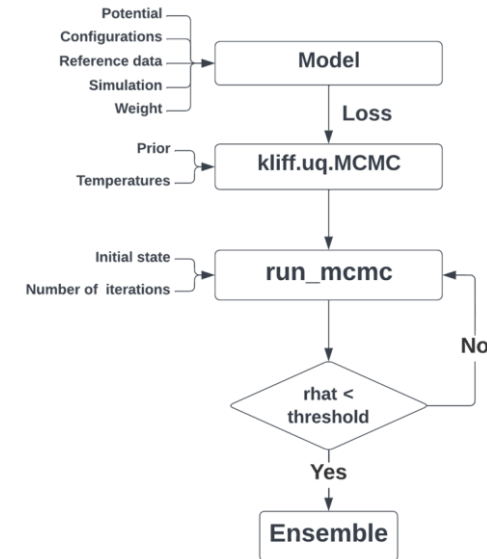 Potential
Configurations
Reference data
Simulation
Weight
Model
Loss
Prior
Temperatures
kliff.uq.MCMC
Initial state
Number of iterations
run_mcmc
No
rhat <
threshold
Yes
Ensemble